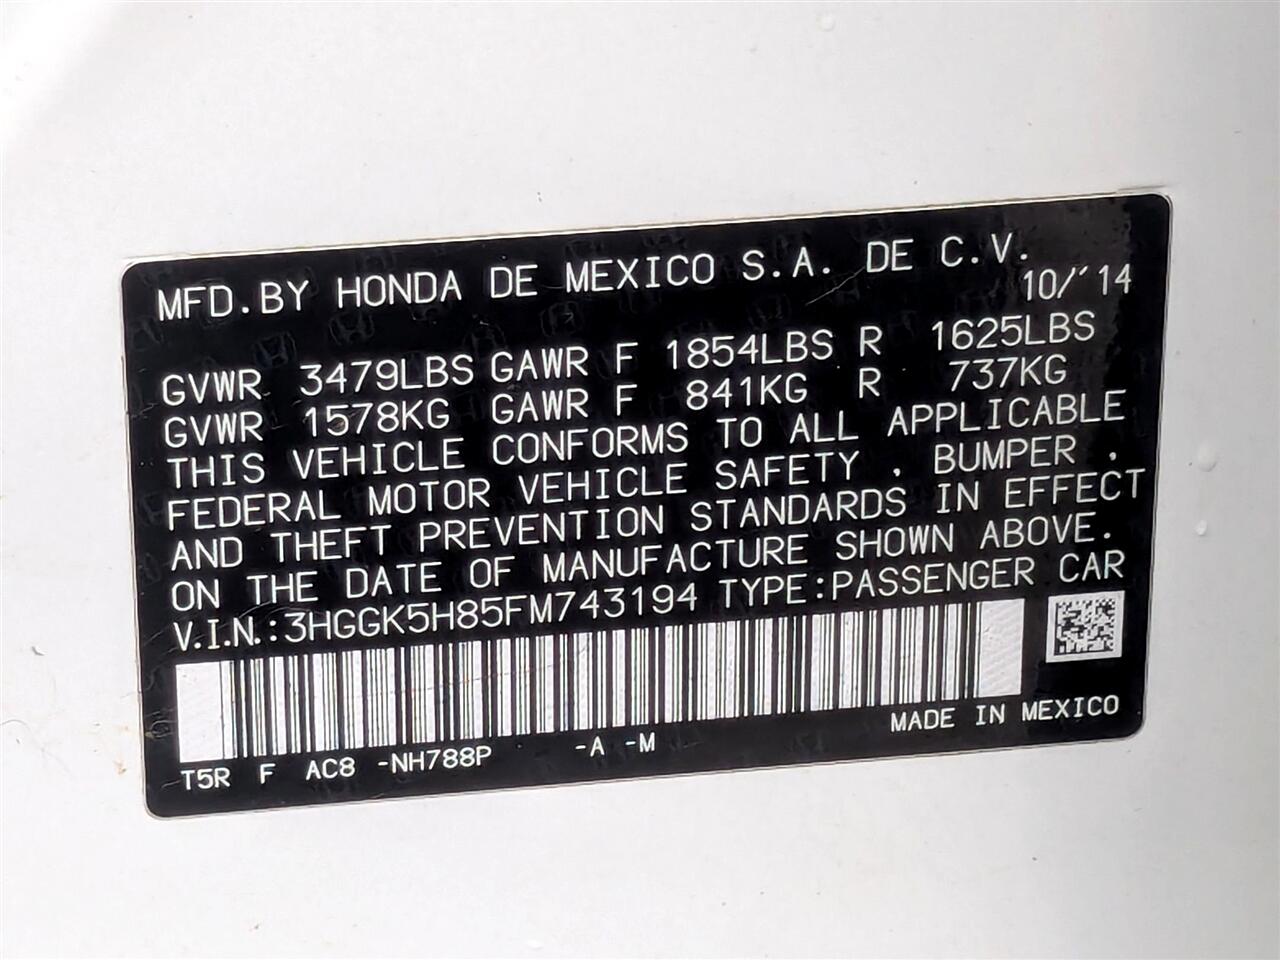 MFD.BY HONDA DE MEXICO S.A. DE C.V.
10/'14
GVWR 3479LBS GAWR F 1854LBS R 1625LBS
GVWR 1578KG GAWR F 841KG R 737KG
THIS VEHICLE CONFORMS TO ALL APPLICABLE
FEDERAL MOTOR VEHICLE SAFETY , BUMPER ,
AND THEFT PREVENTION STANDARDS IN EFFECT
ON THE DATE OF MANUFACTURE SHOWN ABOVE.
V.I.N.:3HGGK5H85FM743194 TYPE:PASSENGER CAR
MADE IN MEXICO
T5R F AC8 -NH788P -A -M